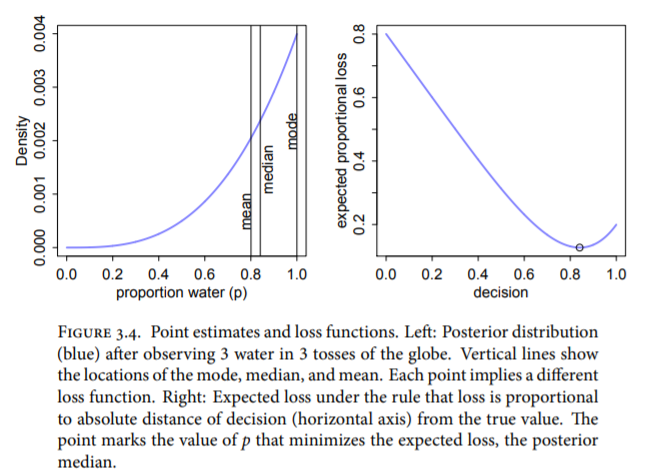 0.004
0.003
0.002
0.001
0.000
Density
mean
median
mode
0.0 0.2 0.4 0.6 0.8 1.0
proportion water (p)
0.8
0.6
0.4
0.2
expected proportional loss
0.0 0.2 0.4 0.6 0.8 1.0
decision
FIGURE 3.4. Point estimates and loss functions. Left: Posterior distribution
(blue) after observing 3 water in 3 tosses of the globe. Vertical lines show
the locations of the mode, median, and mean. Each point implies a different
loss function. Right: Expected loss under the rule that loss is proportional
to absolute distance of decision (horizontal axis) from the true value. The
point marks the value of p that minimizes the expected loss, the posterior
median.